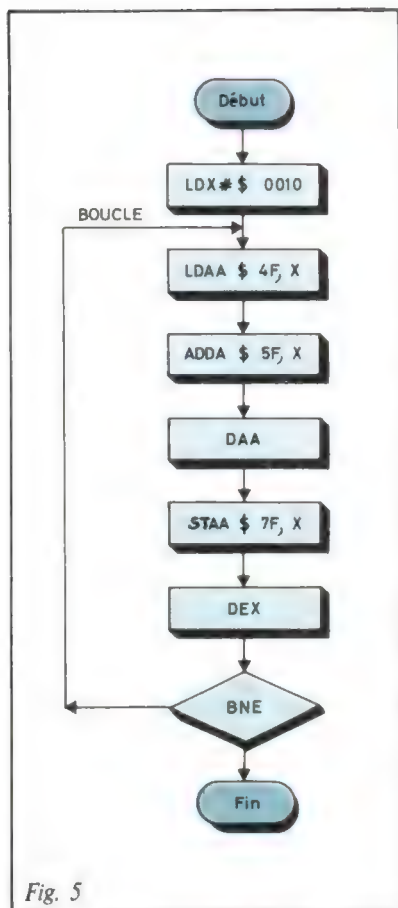 Début
LDX# $ 0010
BOUCLE
LDAA $ 4F, X
ADDA $ 5F, X
DAA
STAA $ 7F, X
DEX
BNE
Fin
Fig. 5